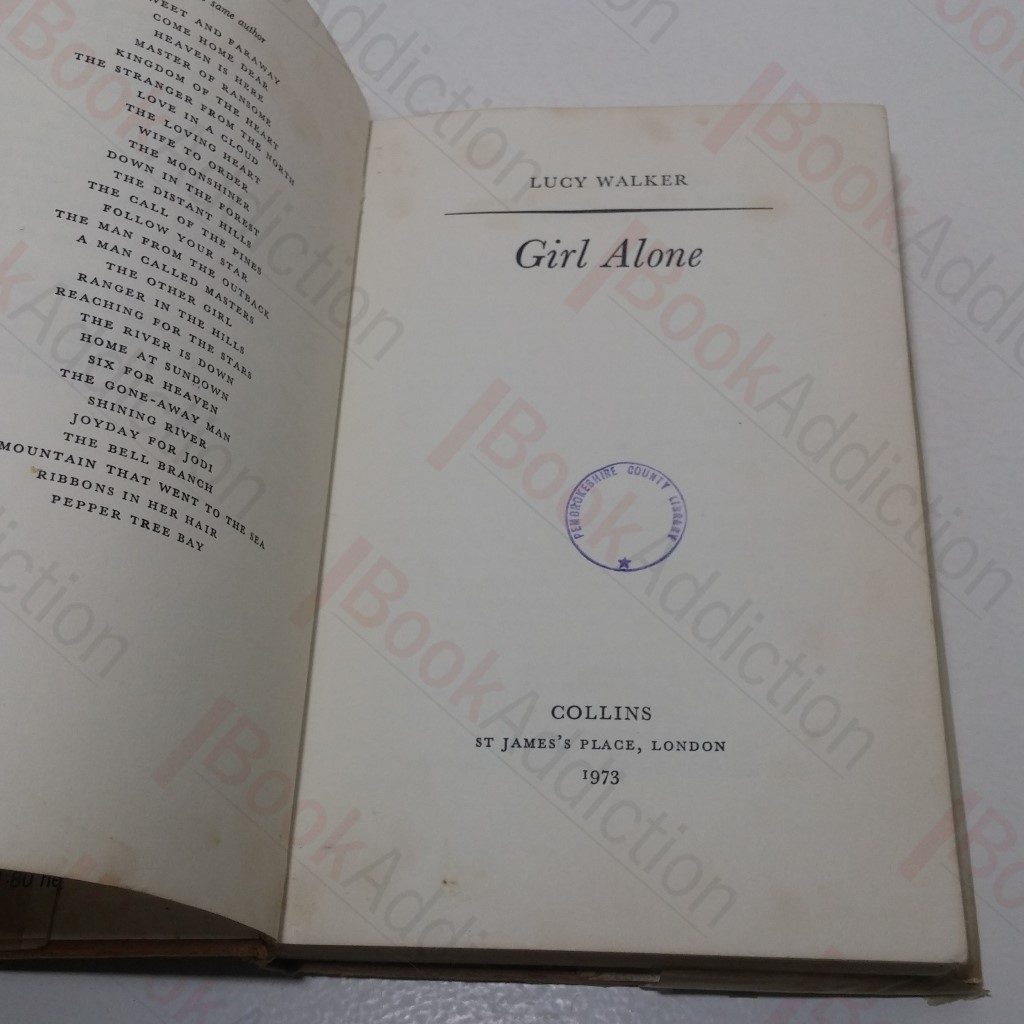 same author
AND FARAWAY
COME HOME DEAR
HEAVEN IS HERE
MASTER OF RANSOME
KINGDOM OF THE HEART
THE STRANGER FROM THE NORTH
LOVE IN A CLOUD
THE LOVING HEART
WIFE TO ORDER
THE MOONSHINER
DOWN IN THE FOREST
THE DISTANT HILLS
THE CALL OF THE PINES
FOLLOW YOUR STAR
THE MAN FROM THE OUTBACK
A MAN CALLED MASTERS
THE OTHER GIRL
RANGER IN THE HILLS
REACHING FOR THE STARS
THE RIVER IS DOWN
HOME AT SUNDOWN
SIX FOR HEAVEN
THE GONE-AWAY MAN
SHINING RIVER
JOYDAY FOR JODI
THE BELL BRANCH
MOUNTAIN THAT WENT TO THE SEA
RIBBONS IN HER HAIR
PEPPER TREE BAY
LUCY WALKER
Girl Alone
PEMBROKESHIRE COUNTY LIBRARY
COLLINS
ST JAMES'S PLACE, LONDON
1973
BookAddiction